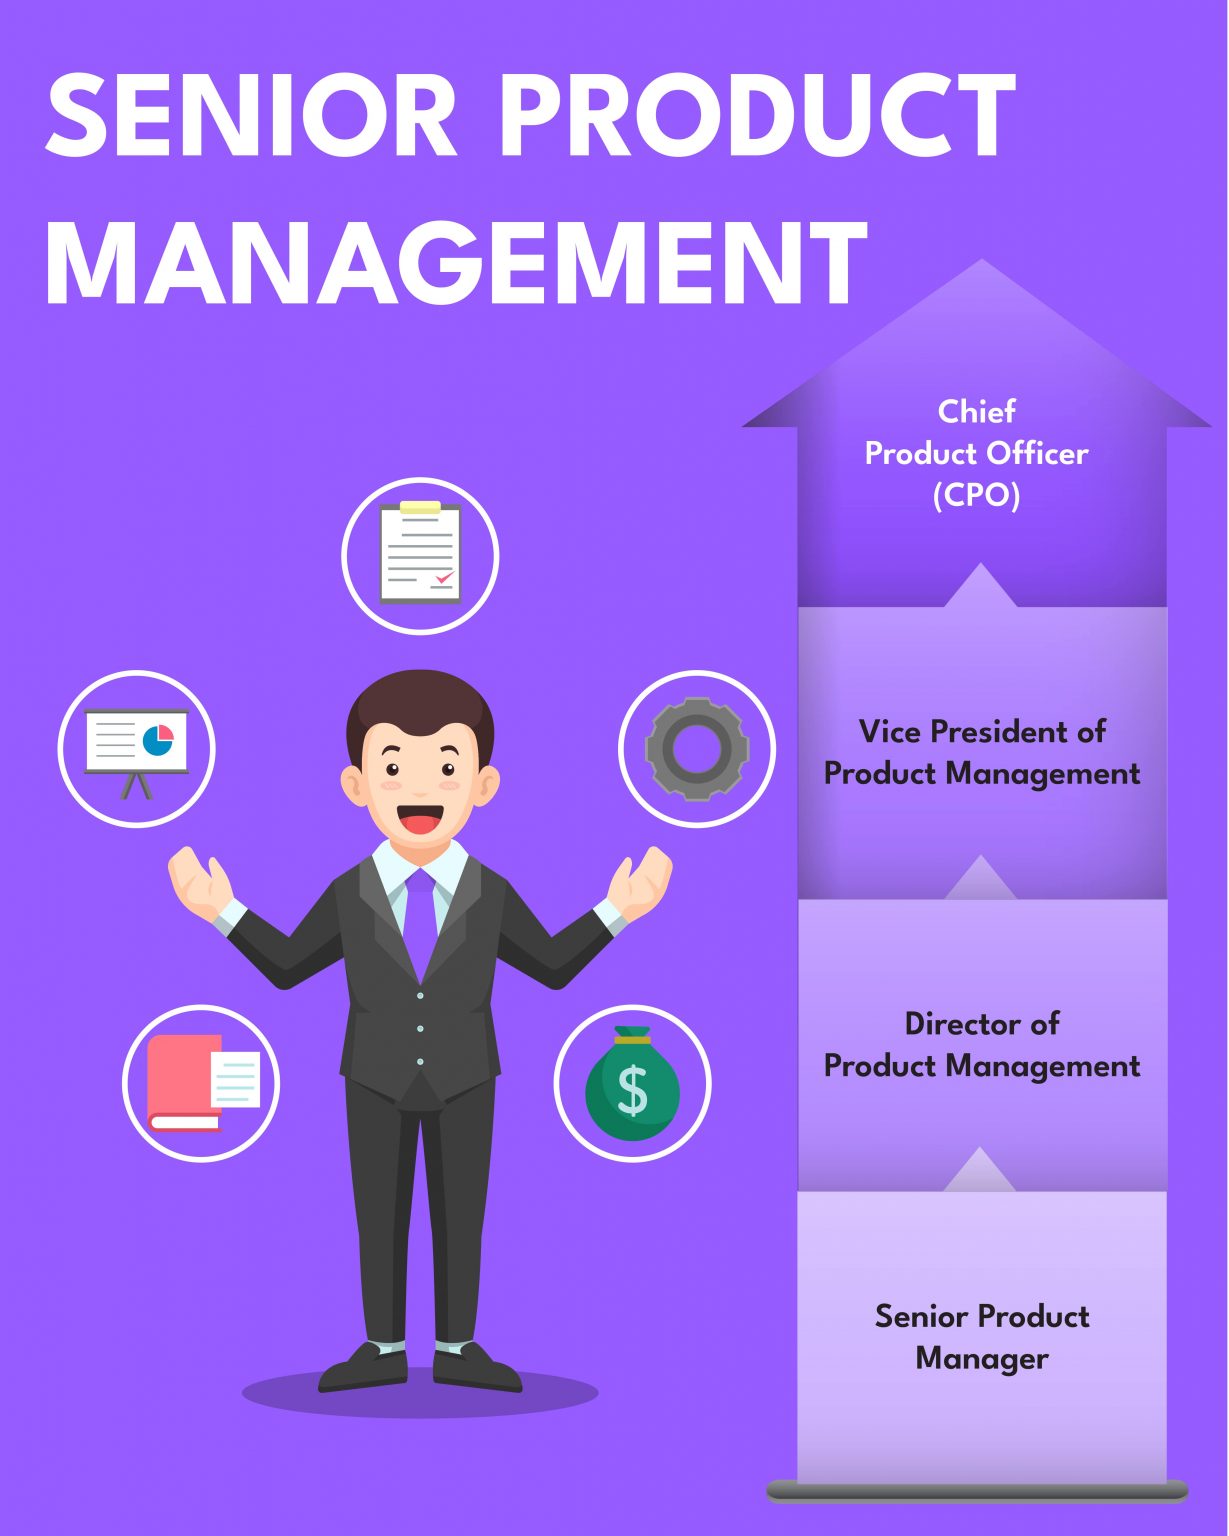 SENIOR PRODUCT
MANAGEMENT
Chief
Product Officer
(CPO)
Vice President of
Product Management
Director of
Product Management
Senior Product
Manager
$